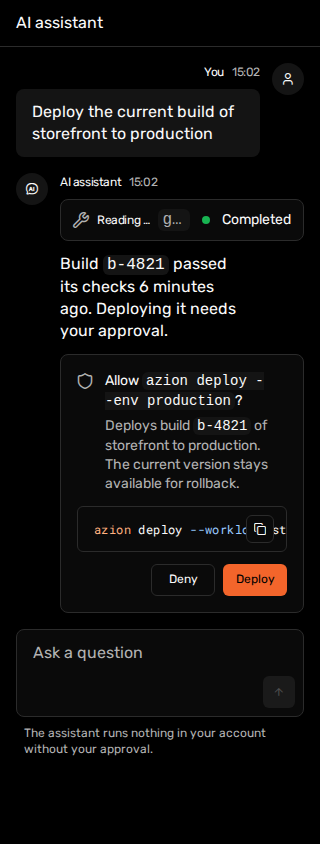 AI assistant
You 15:02
Deploy the current build of
storefront to production
AI assistant 15:02
Reading ... g... Completed
Build b-4821 passed
its checks 6 minutes
ago. Deploying it needs
your approval.
Allow azion deploy -
-env production?
Deploys build b-4821 of
storefront to production.
The current version stays
available for rollback.
azion deploy --worklo st
Deny Deploy
Ask a question
The assistant runs nothing in your account
without your approval.